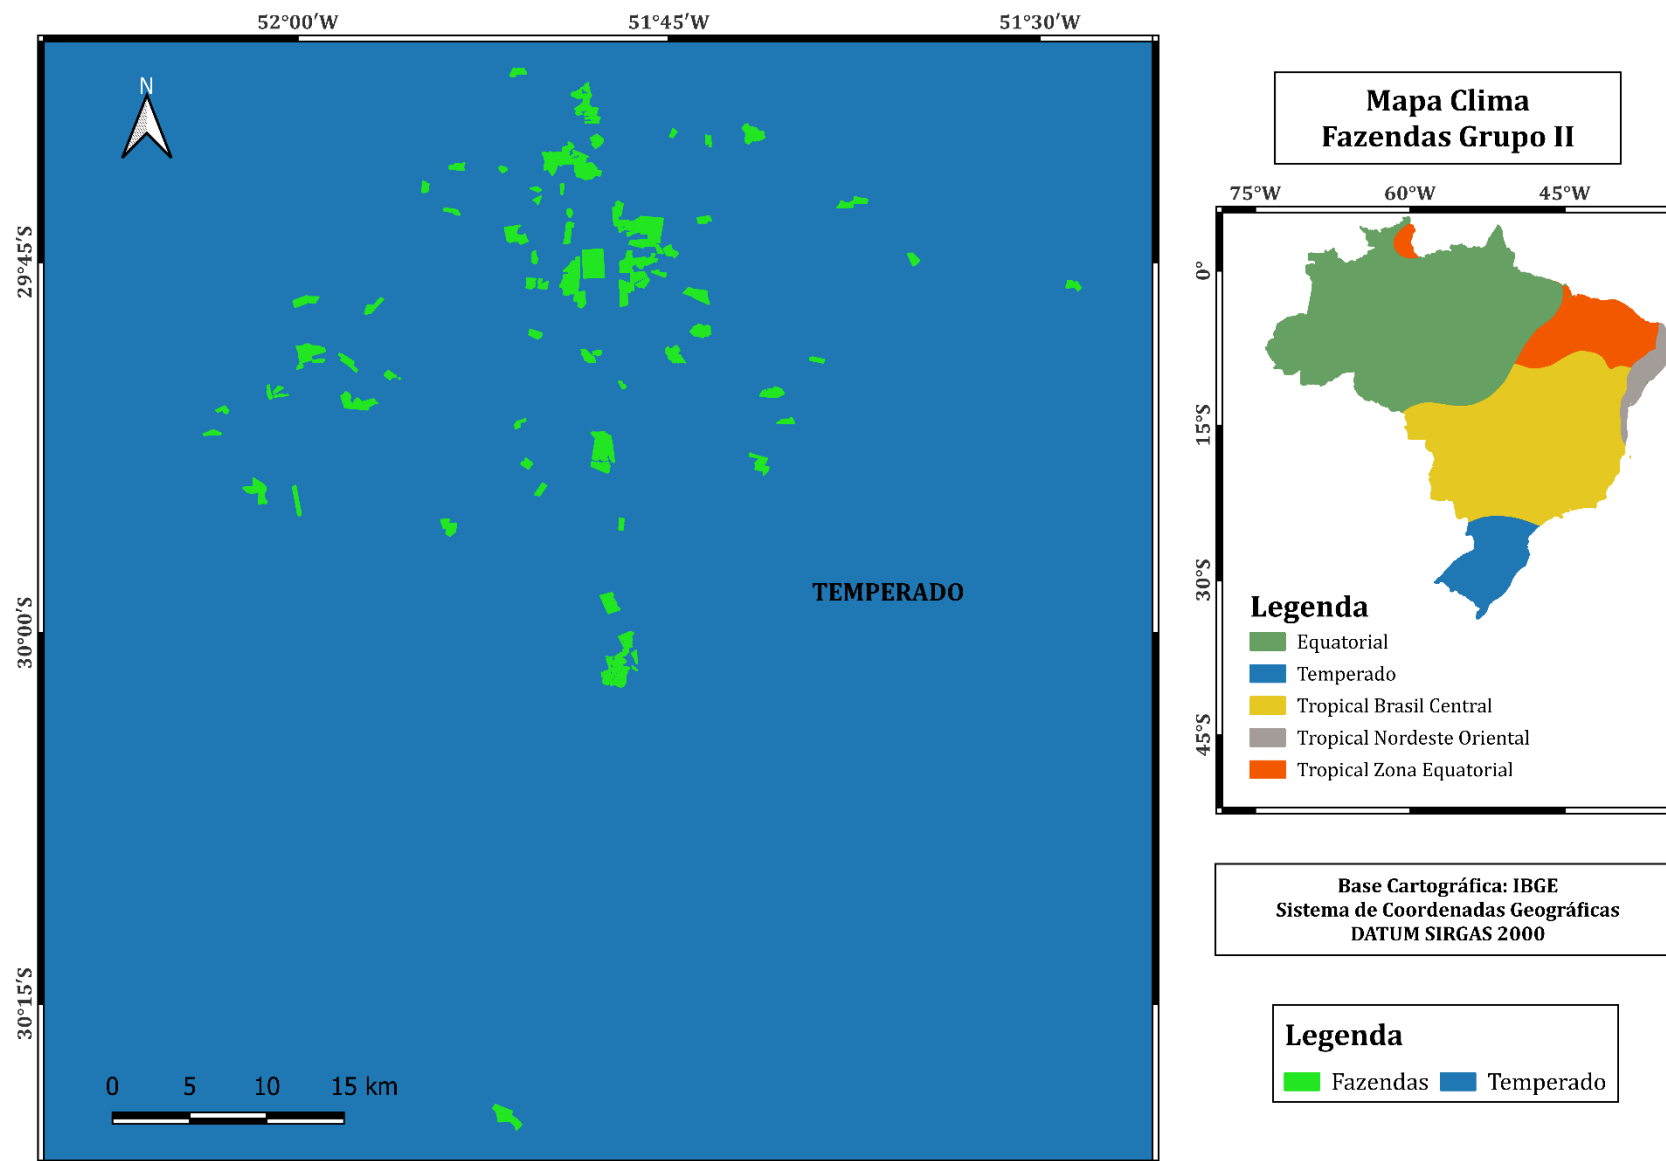 52°00′W
51°45′W
51°30′W
N
29°45′S
30°00′S
30°15′S
TEMPERADO
0 5 10 15 km
Mapa Clima
Fazendas Grupo II
75°W
60°W
45°W
0°
15°S
30°S
45°S
Legenda
Equatorial
Temperado
Tropical Brasil Central
Tropical Nordeste Oriental
Tropical Zona Equatorial
Base Cartográfica: IBGE
Sistema de Coordenadas Geográficas
DATUM SIRGAS 2000
Legenda
Fazendas Temperado